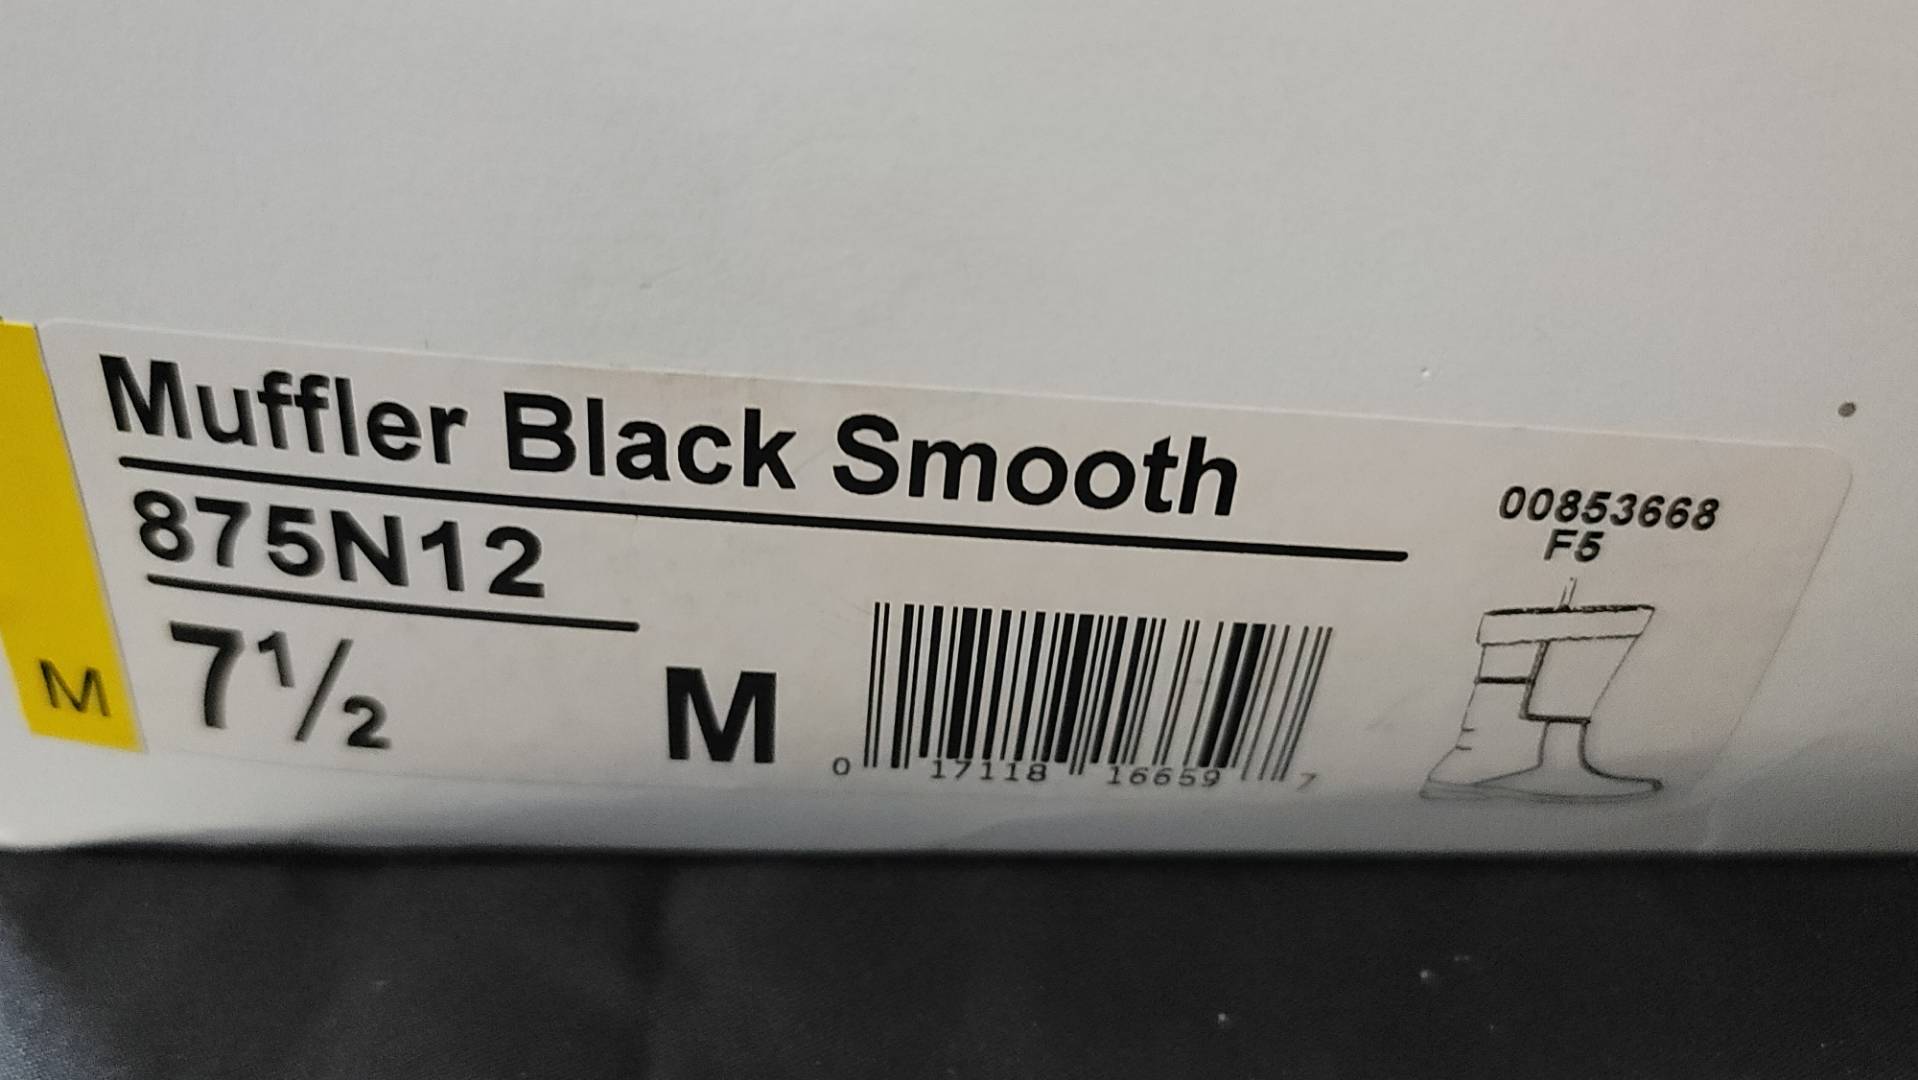 Muffler Black Smooth
875N12
7½ M
M
00853668
F5
0 17118 16659 7